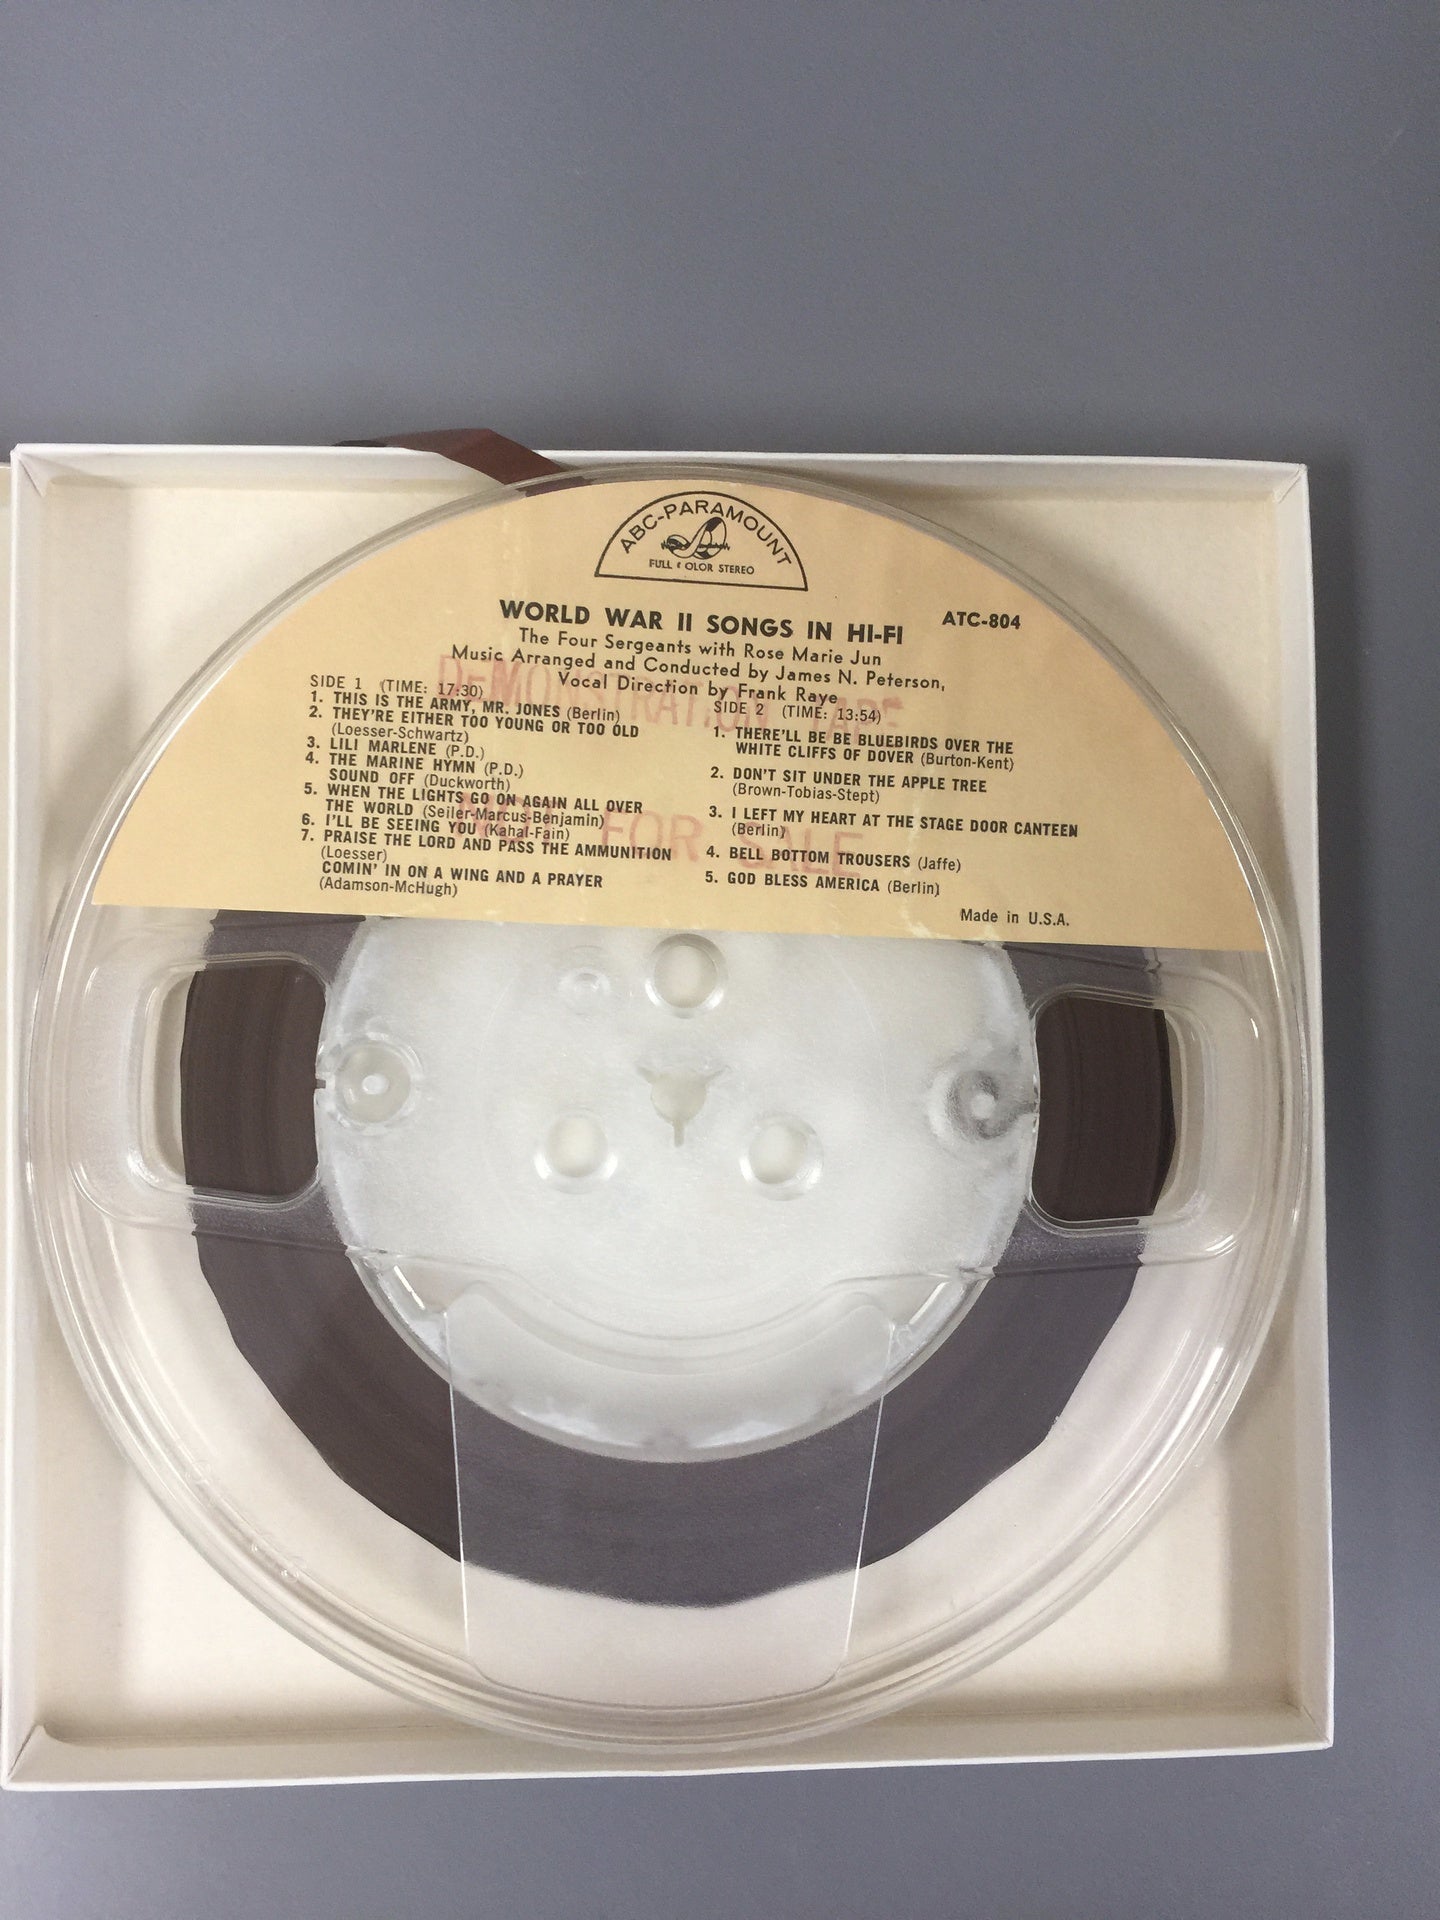 ABC-PARAMOUNT
FULL COLOR STEREO
WORLD WAR II SONGS IN HI-FI
ATC-804
The Four Sergeants with Rose Marie Jun
Music Arranged and Conducted by James N. Peterson,
Vocal Direction by Frank Raye
DEMONSTRATION TAPE
NOT FOR SALE
SIDE 1 (TIME: 17:30)
1. THIS IS THE ARMY, MR. JONES (Berlin)
2. THEY'RE EITHER TOO YOUNG OR TOO OLD
(Loesser-Schwartz)
3. LILI MARLENE (P.D.)
4. THE MARINE HYMN (P.D.)
SOUND OFF (Duckworth)
5. WHEN THE LIGHTS GO ON AGAIN ALL OVER
THE WORLD (Seiler-Marcus-Benjamin)
6. I'LL BE SEEING YOU (Kahal-Fain)
7. PRAISE THE LORD AND PASS THE AMMUNITION
(Loesser)
COMIN' IN ON A WING AND A PRAYER
(Adamson-McHugh)
SIDE 2 (TIME: 13:54)
1. THERE'LL BE BE BLUEBIRDS OVER THE
WHITE CLIFFS OF DOVER (Burton-Kent)
2. DON'T SIT UNDER THE APPLE TREE
(Brown-Tobias-Stept)
3. I LEFT MY HEART AT THE STAGE DOOR CANTEEN
(Berlin)
4. BELL BOTTOM TROUSERS (Jaffe)
5. GOD BLESS AMERICA (Berlin)
Made in U.S.A.